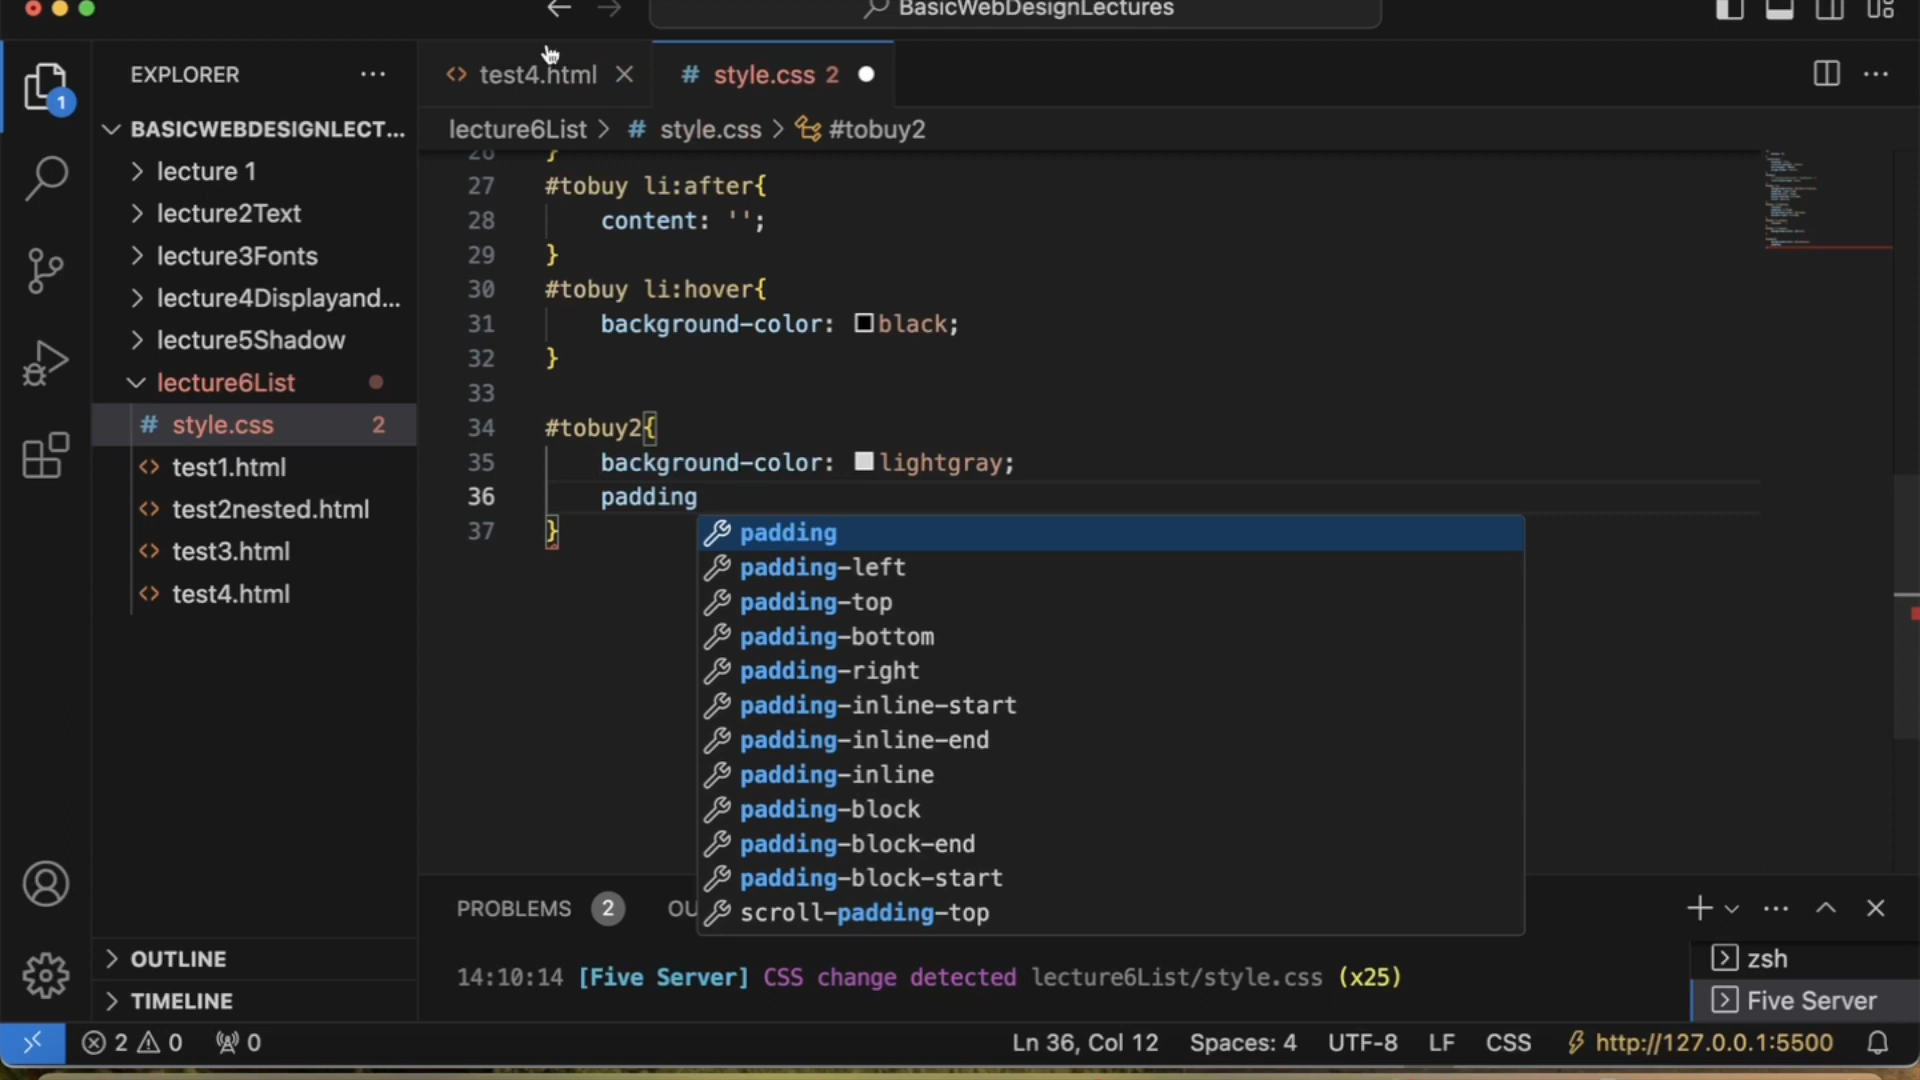 BasicWebDesignLectures
EXPLORER
test4.html
style.css 2
1
BASICWEBDESIGNLECT...
lecture6List > # style.css > #tobuy2
lecture 1
lecture2Text
lecture3Fonts
lecture4Displayand...
lecture5Shadow
lecture6List
# style.css 2
test1.html
test2nested.html
test3.html
test4.html
26 }
27 #tobuy li:after{
28 content: '';
29 }
30 #tobuy li:hover{
31 background-color: black;
32 }
33
34 #tobuy2{
35 background-color: lightgray;
36 padding
37 }
padding
padding-left
padding-top
padding-bottom
padding-right
padding-inline-start
padding-inline-end
padding-inline
padding-block
padding-block-end
padding-block-start
scroll-padding-top
PROBLEMS 2 OU
14:10:14 [Five Server] CSS change detected lecture6List/style.css (x25)
zsh
Five Server
OUTLINE
TIMELINE
2 0 0 Ln 36, Col 12 Spaces: 4 UTF-8 LF CSS http://127.0.0.1:5500